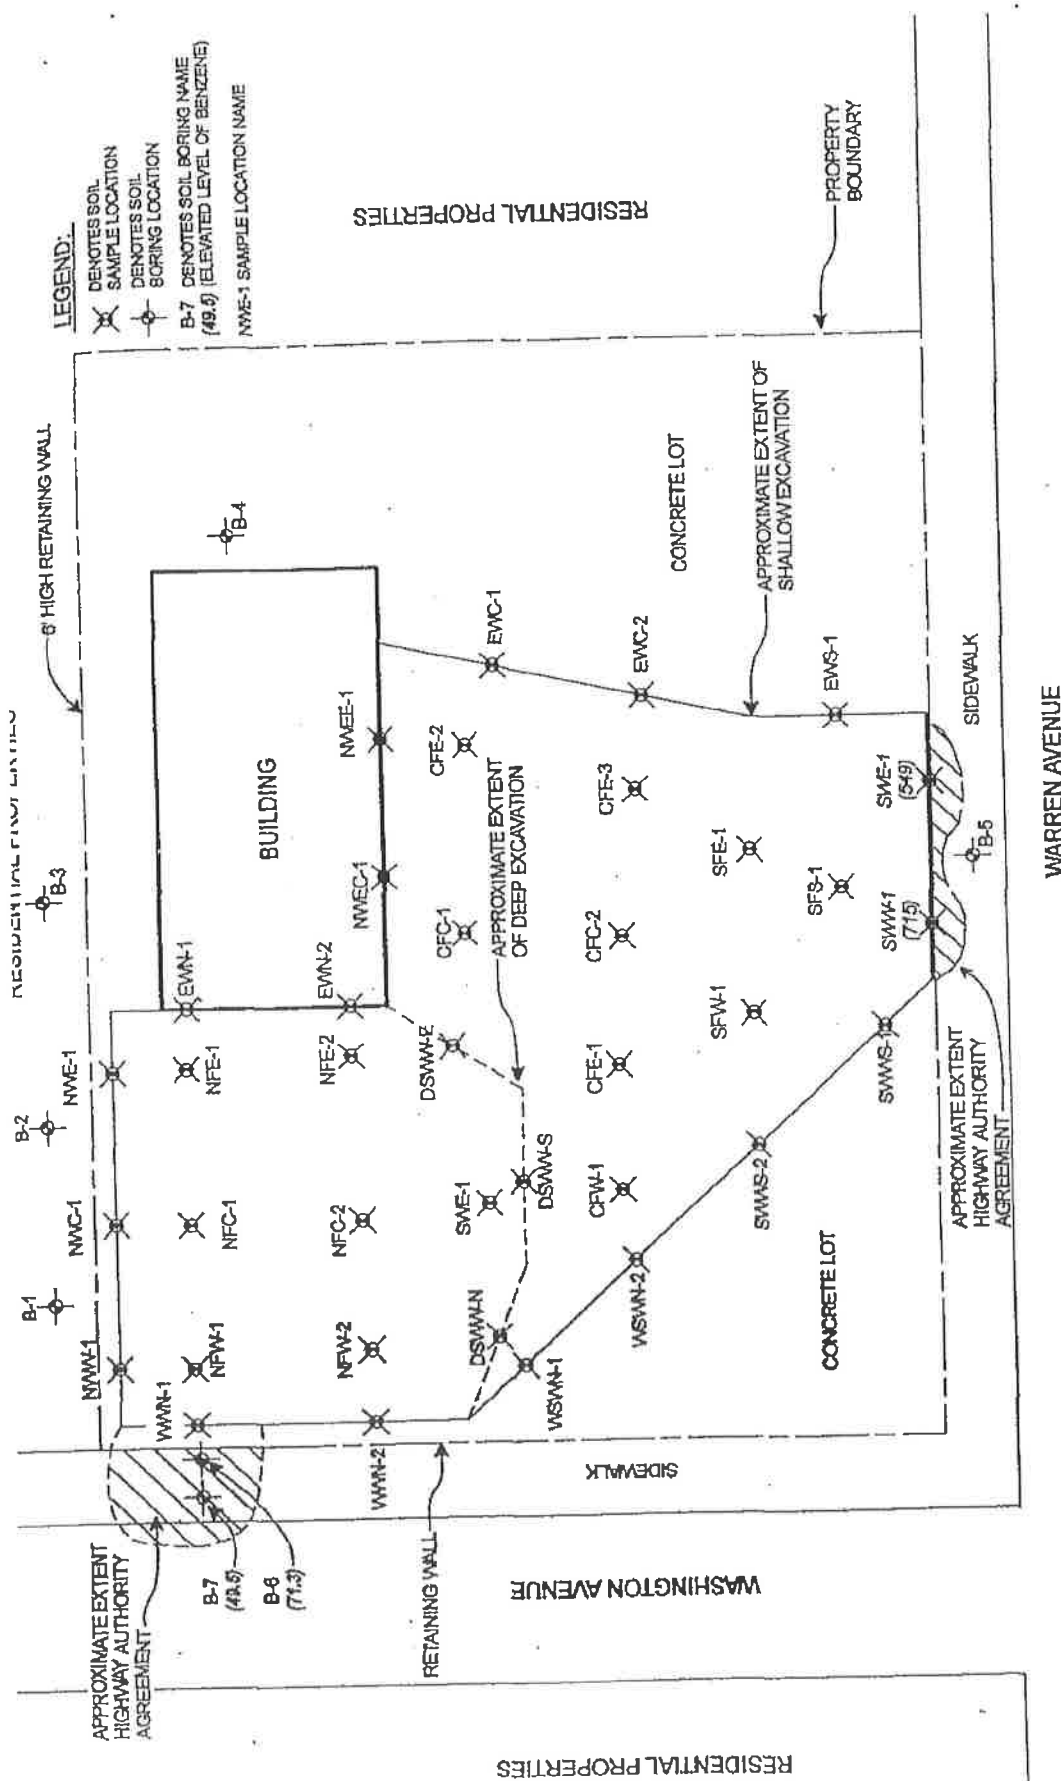 LEGEND:
DENOTES SOIL
SAMPLE LOCATION
DENOTES SOIL
BORING LOCATION
B-7 DENOTES SOIL BORING NAME
(49.5) (ELEVATED LEVEL OF BENZENE)
NWE-1 SAMPLE LOCATION NAME
6' HIGH RETAINING WALL
RESIDENTIAL PROPERTIES
B-1
B-2
B-3
B-4
RESIDENTIAL PROPERTIES
PROPERTY
BOUNDARY
NWW-1
NWC-1
NWE-1
WWN-1
NFW-1
NFC-1
NFE-1
EWN-1
BUILDING
WWN-2
NFW-2
NFC-2
NFE-2
EWN-2
NWEC-1
NWEE-1
DSWW-N
SWE-1
DSWW-S
DSWW-E
CFC-1
CFE-2
EWC-1
APPROXIMATE EXTENT
OF DEEP EXCAVATION
WSWN-1
WSWN-2
CFW-1
CFE-1
CFC-2
CFE-3
EWC-2
CONCRETE LOT
APPROXIMATE EXTENT OF
SHALLOW EXCAVATION
SWWS-2
SFW-1
SFE-1
SFS-1
EWS-1
CONCRETE LOT
SWWS-1
SWW-1
(715)
SWE-1
(549)
B-5
SIDEWALK
APPROXIMATE EXTENT
HIGHWAY AUTHORITY
AGREEMENT
WARREN AVENUE
APPROXIMATE EXTENT
HIGHWAY AUTHORITY
AGREEMENT
B-7
(49.5)
B-6
(71.3)
RETAINING WALL
SIDEWALK
WASHINGTON AVENUE
RESIDENTIAL PROPERTIES